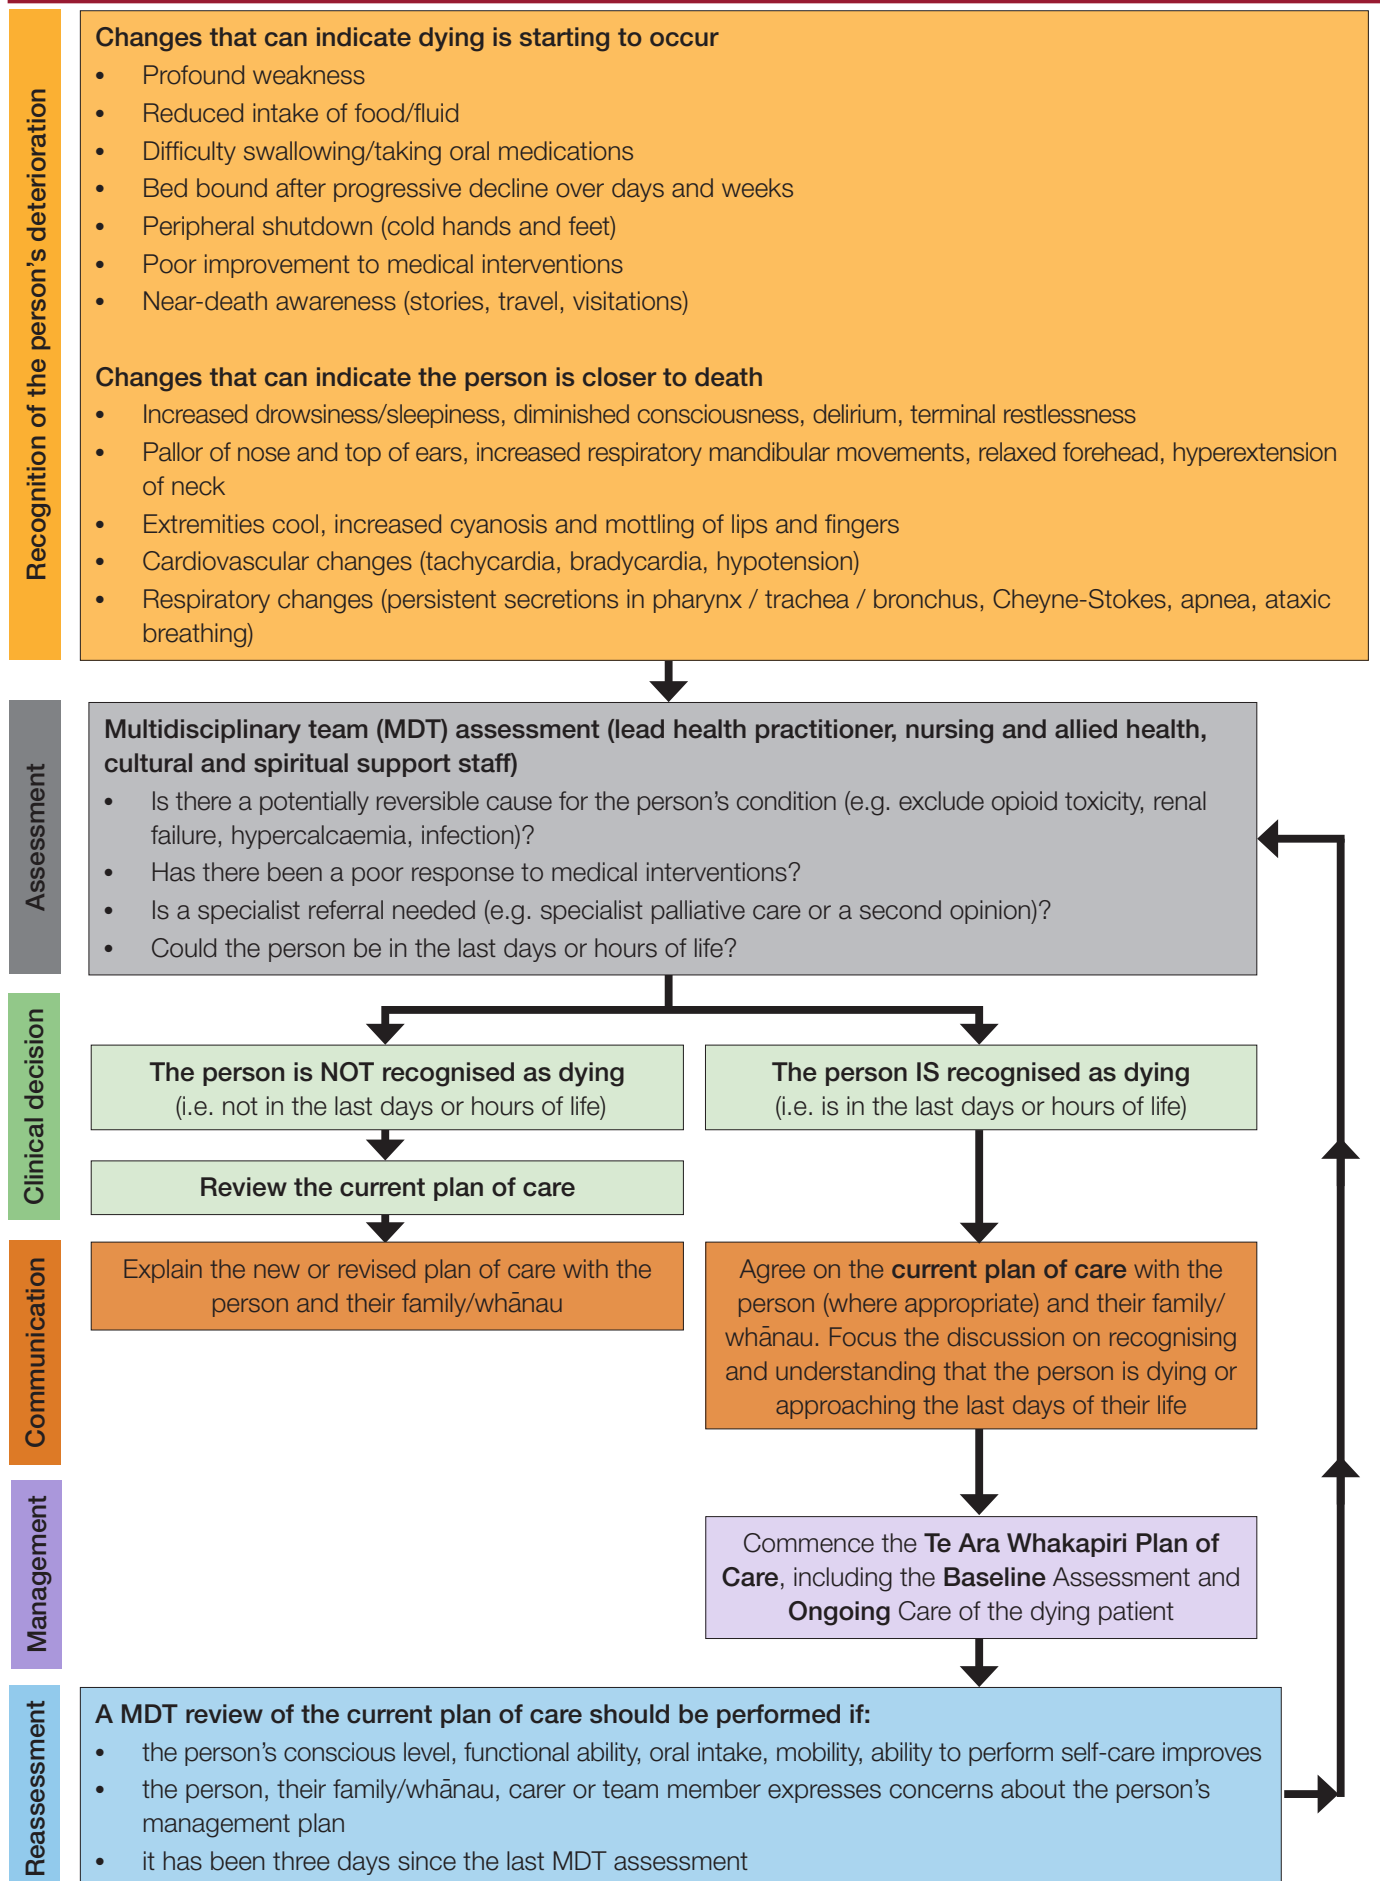 Recognition of the person's deterioration
Changes that can indicate dying is starting to occur
• Profound weakness
• Reduced intake of food/fluid
• Difficulty swallowing/taking oral medications
• Bed bound after progressive decline over days and weeks
• Peripheral shutdown (cold hands and feet)
• Poor improvement to medical interventions
• Near-death awareness (stories, travel, visitations)
Changes that can indicate the person is closer to death
• Increased drowsiness/sleepiness, diminished consciousness, delirium, terminal restlessness
• Pallor of nose and top of ears, increased respiratory mandibular movements, relaxed forehead, hyperextension
of neck
• Extremities cool, increased cyanosis and mottling of lips and fingers
• Cardiovascular changes (tachycardia, bradycardia, hypotension)
• Respiratory changes (persistent secretions in pharynx / trachea / bronchus, Cheyne-Stokes, apnea, ataxic
breathing)
Assessment
Multidisciplinary team (MDT) assessment (lead health practitioner, nursing and allied health,
cultural and spiritual support staff)
• Is there a potentially reversible cause for the person's condition (e.g. exclude opioid toxicity, renal
failure, hypercalcaemia, infection)?
• Has there been a poor response to medical interventions?
• Is a specialist referral needed (e.g. specialist palliative care or a second opinion)?
• Could the person be in the last days or hours of life?
Clinical decision
The person is NOT recognised as dying
(i.e. not in the last days or hours of life)
Review the current plan of care
The person IS recognised as dying
(i.e. is in the last days or hours of life)
Communication
Explain the new or revised plan of care with the
person and their family/whānau
Agree on the current plan of care with the
person (where appropriate) and their family/
whānau. Focus the discussion on recognising
and understanding that the person is dying or
approaching the last days of their life
Management
Commence the Te Ara Whakapiri Plan of
Care, including the Baseline Assessment and
Ongoing Care of the dying patient
Reassessment
A MDT review of the current plan of care should be performed if:
• the person's conscious level, functional ability, oral intake, mobility, ability to perform self-care improves
• the person, their family/whānau, carer or team member expresses concerns about the person's
management plan
• it has been three days since the last MDT assessment